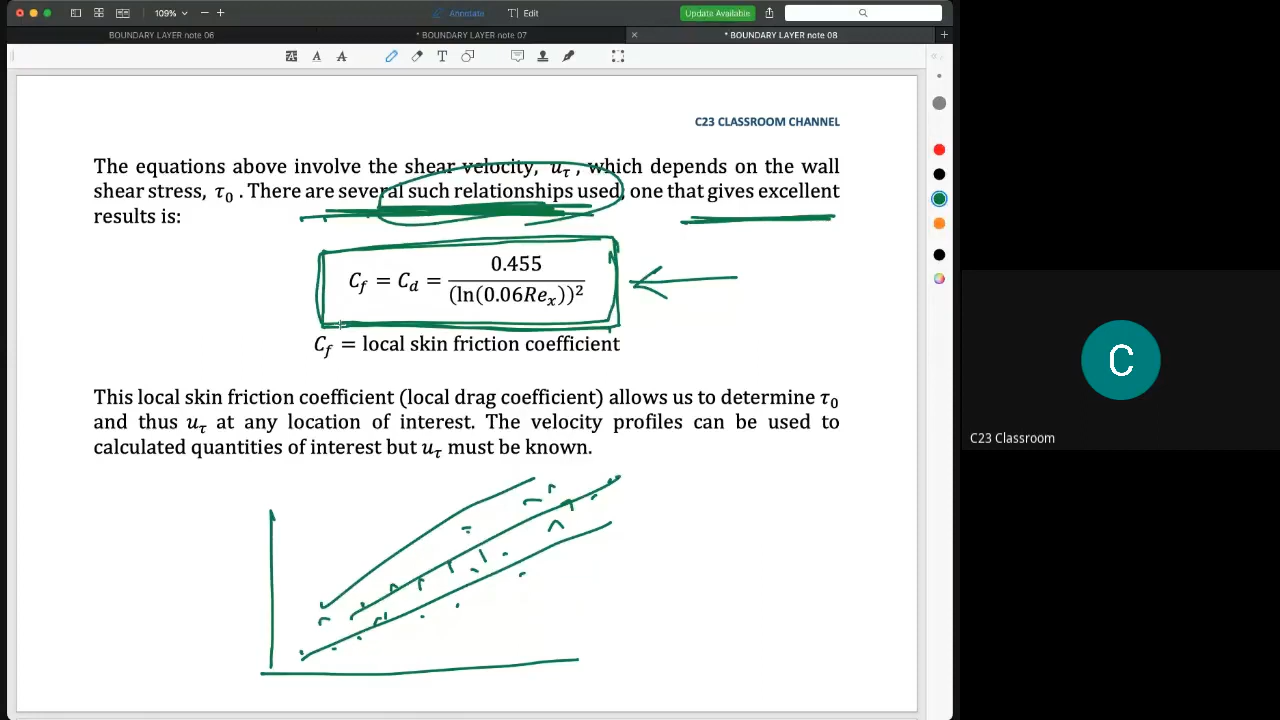 109%
Annotate
Edit
Update Available
BOUNDARY LAYER note 06
* BOUNDARY LAYER note 07
* BOUNDARY LAYER note 08
C23 CLASSROOM CHANNEL
The equations above involve the shear velocity, uτ , which depends on the wall
shear stress, τ0 . There are several such relationships used, one that gives excellent
results is:
Cf = Cd = 0.455 / (ln(0.06Rex))²
Cf = local skin friction coefficient
This local skin friction coefficient (local drag coefficient) allows us to determine τ0
and thus uτ at any location of interest. The velocity profiles can be used to
calculated quantities of interest but uτ must be known.
C
C23 Classroom